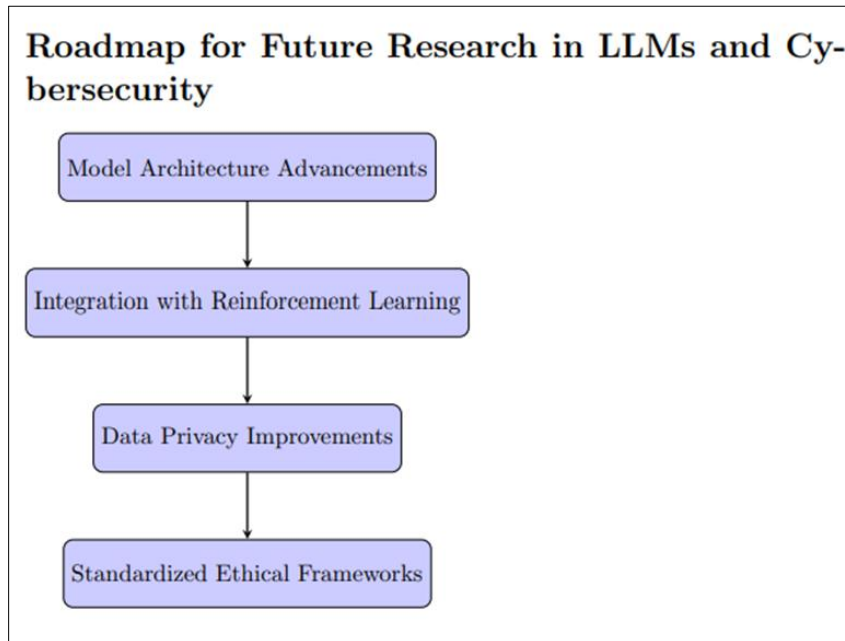 Roadmap for Future Research in LLMs and Cy-
bersecurity
Model Architecture Advancements
Integration with Reinforcement Learning
Data Privacy Improvements
Standardized Ethical Frameworks